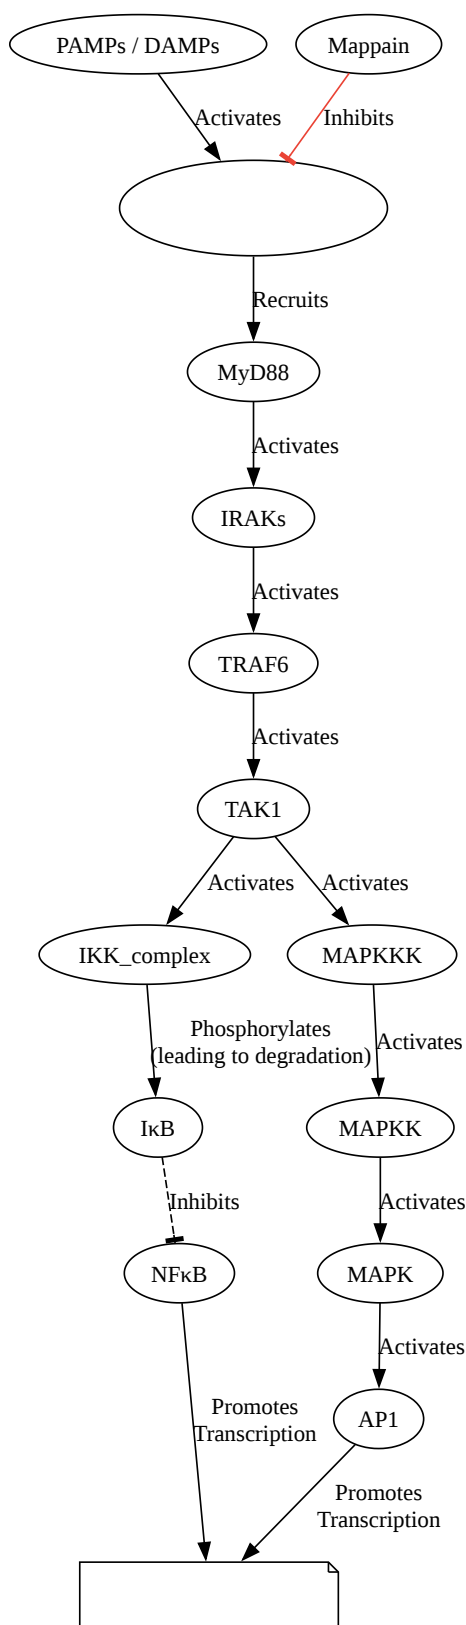 PAMPs / DAMPs
Mappain
Activates
Inhibits
Recruits
MyD88
Activates
IRAKs
Activates
TRAF6
Activates
TAK1
Activates
Activates
IKK_complex
MAPKKK
Phosphorylates
(leading to degradation)
Activates
IκB
MAPKK
Inhibits
Activates
NFκB
MAPK
Activates
Promotes
Transcription
AP1
Promotes
Transcription